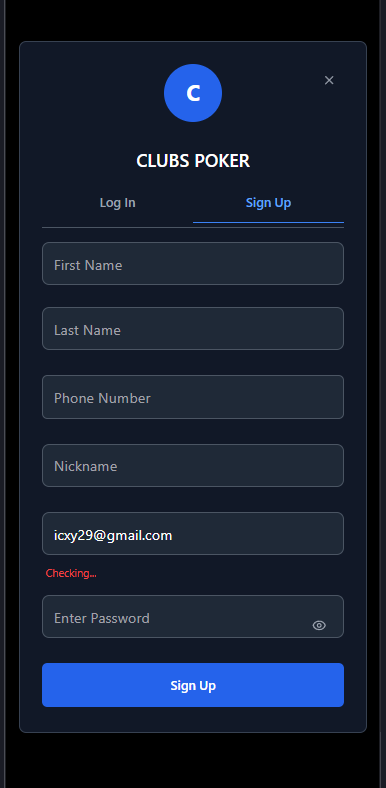 C
×
CLUBS POKER
Log In
Sign Up
First Name
Last Name
Phone Number
Nickname
icxy29@gmail.com
Checking...
Enter Password
Sign Up